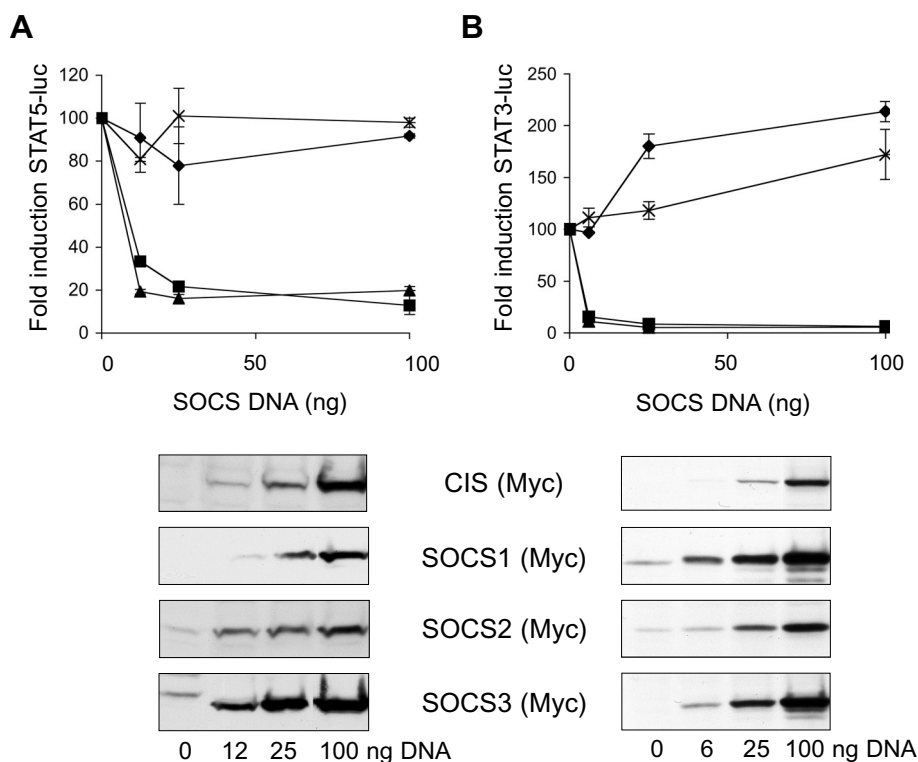 A
Fold induction STAT5-luc
120
100
80
60
40
20
0
0 50 100
SOCS DNA (ng)
B
Fold induction STAT3-luc
250
200
150
100
50
0
0 50 100
SOCS DNA (ng)
CIS (Myc)
SOCS1 (Myc)
SOCS2 (Myc)
SOCS3 (Myc)
0 12 25 100 ng DNA
0 6 25 100 ng DNA